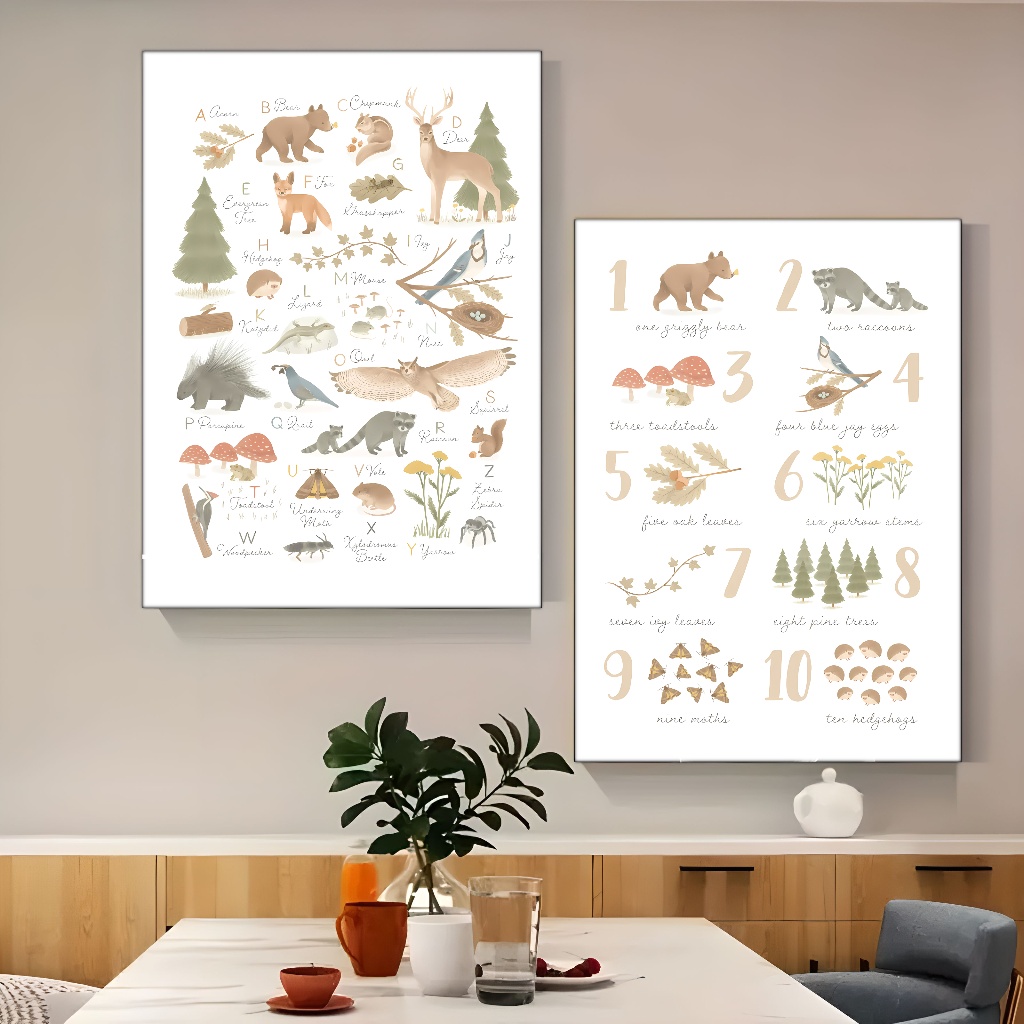 A Acorn
B Bear
C Chipmunk
D Deer
E
Evergreen
Tree
F Fox
G
Grasshopper
H
Hedgehog
I Ivy
J
Jay
K
L
Lizard
M Mouse
N
O Owl
P Porcupine
Q Quail
R
Raccoon
S
Squirrel
T
Toadstool
U
Underwing
Moth
V Vole
W
Woodpecker
X
Beetle
Y Yarrow
Z
Zebra
Spider
1
one grizzly bear
2
two raccoons
3
three toadstools
4
four blue jay eggs
5
five oak leaves
6
six yarrow stems
7
seven ivy leaves
8
eight pine trees
9
nine moths
10
ten hedgehogs